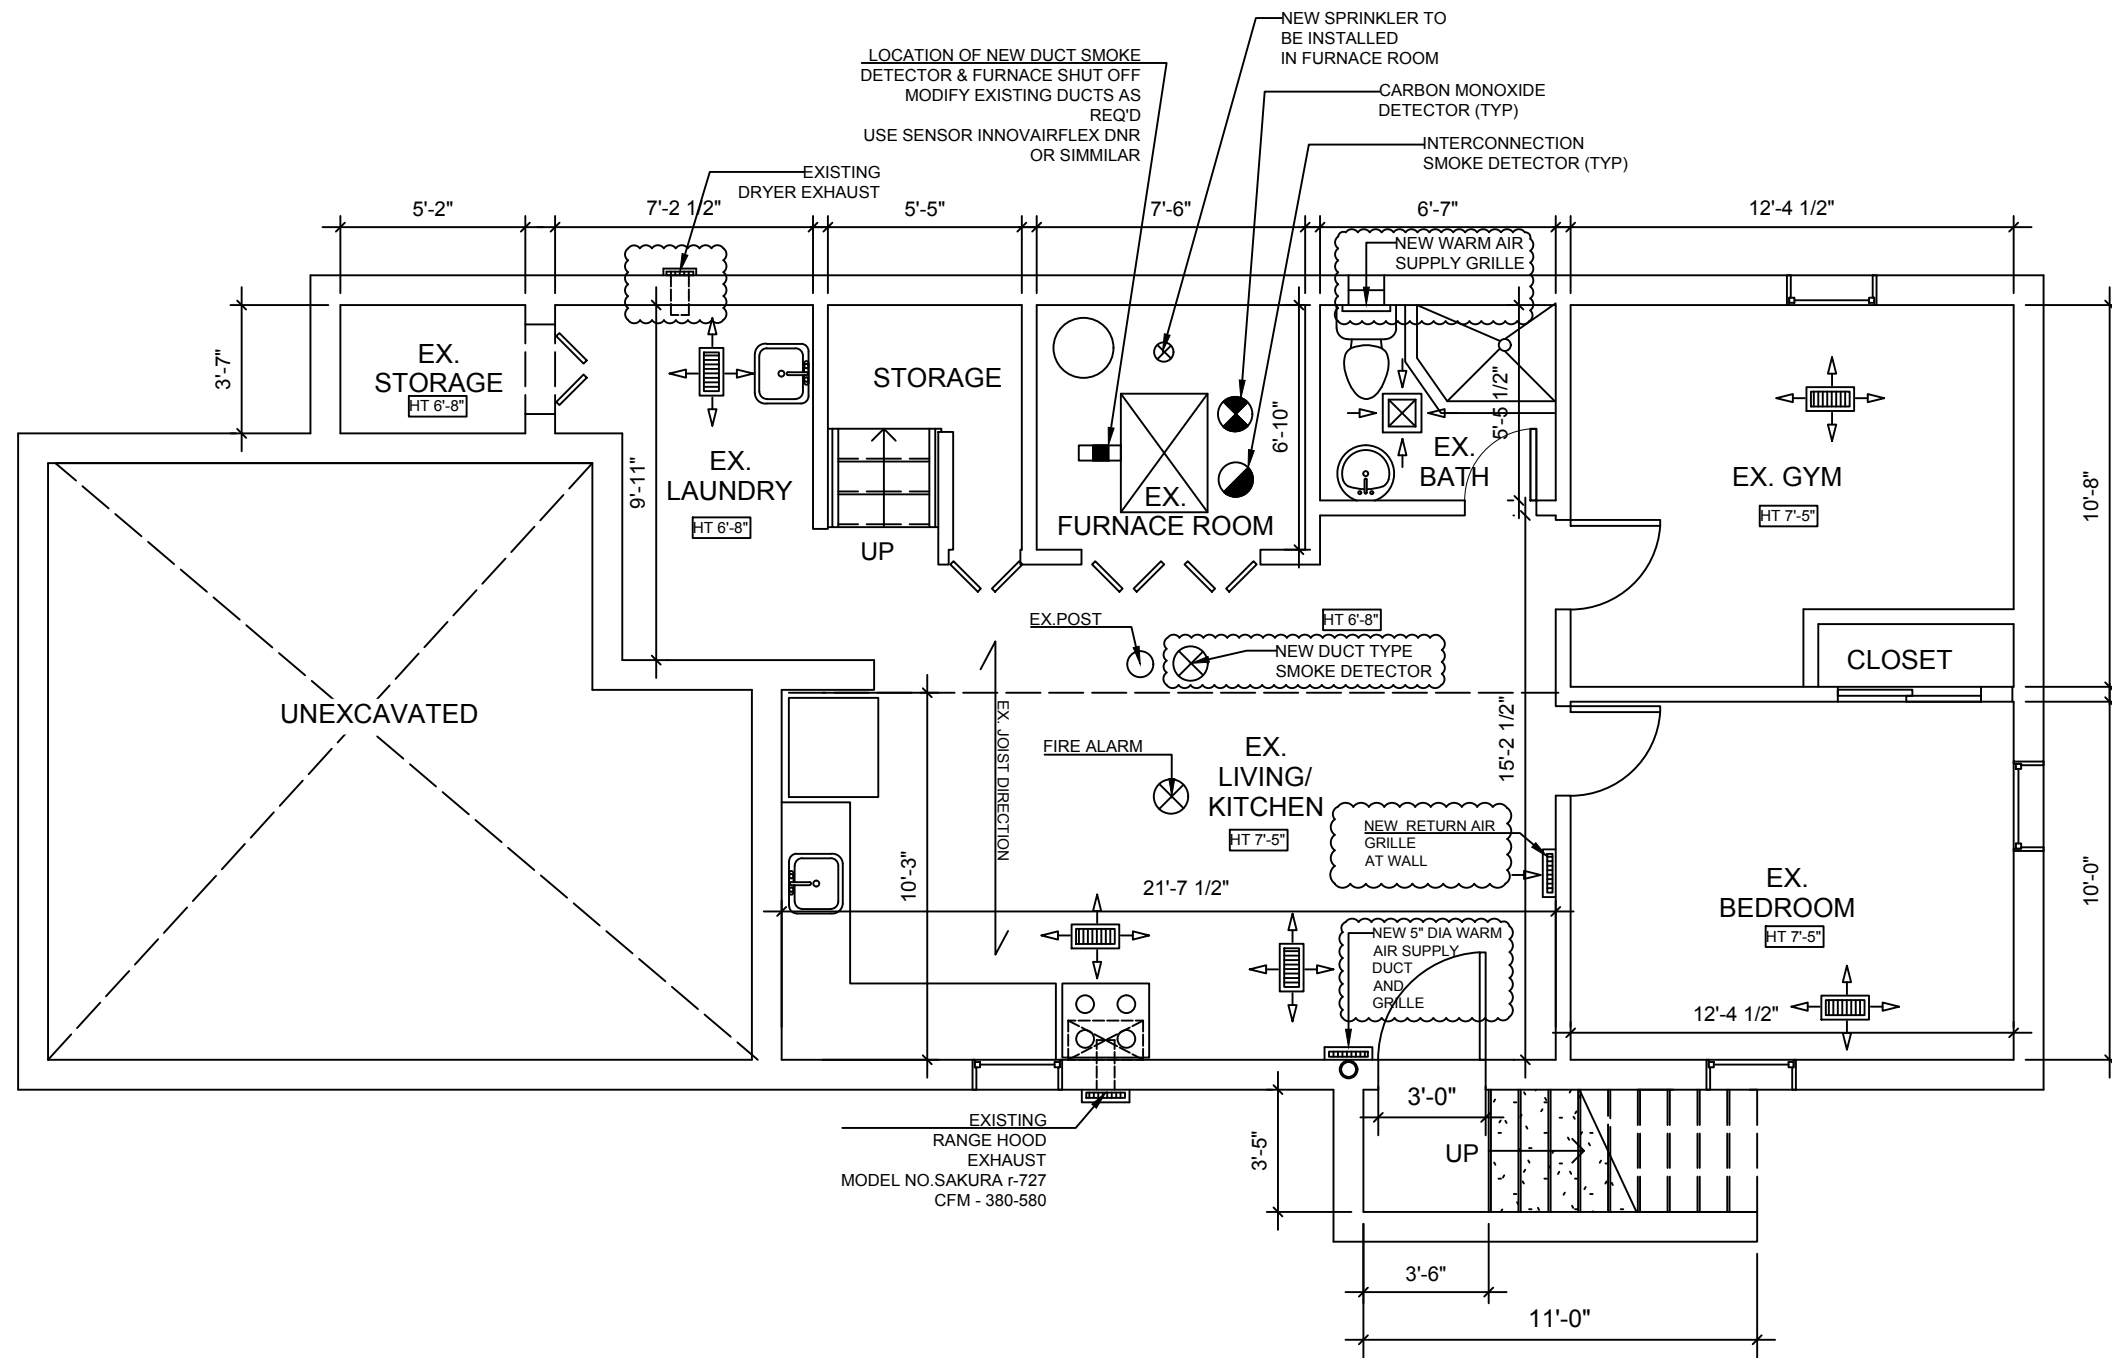 NEW SPRINKLER TO
BE INSTALLED
IN FURNACE ROOM
LOCATION OF NEW DUCT SMOKE
DETECTOR & FURNACE SHUT OFF
MODIFY EXISTING DUCTS AS
REQ'D
USE SENSOR INNOVAIRFLEX DNR
OR SIMMILAR
CARBON MONOXIDE
DETECTOR (TYP)
INTERCONNECTION
SMOKE DETECTOR (TYP)
EXISTING
DRYER EXHAUST
5'-2"
7'-2 1/2"
5'-5"
7'-6"
6'-7"
12'-4 1/2"
NEW WARM AIR
SUPPLY GRILLE
3'-7"
EX.
STORAGE
HT 6'-8"
STORAGE
9'-11"
EX.
LAUNDRY
HT 6'-8"
UP
6'-10"
EX.
FURNACE ROOM
5'-5 1/2"
EX.
BATH
EX. GYM
HT 7'-5"
10'-8"
EX.POST
HT 6'-8"
NEW DUCT TYPE
SMOKE DETECTOR
CLOSET
UNEXCAVATED
EX. JOIST DIRECTION
FIRE ALARM
EX.
LIVING/
KITCHEN
HT 7'-5"
15'-2 1/2"
NEW RETURN AIR
GRILLE
AT WALL
10'-3"
21'-7 1/2"
EX.
BEDROOM
HT 7'-5"
10'-0"
NEW 5" DIA WARM
AIR SUPPLY
DUCT
AND
GRILLE
12'-4 1/2"
EXISTING
RANGE HOOD
EXHAUST
MODEL NO.SAKURA r-727
CFM - 380-580
3'-0"
3'-5"
UP
3'-6"
11'-0"